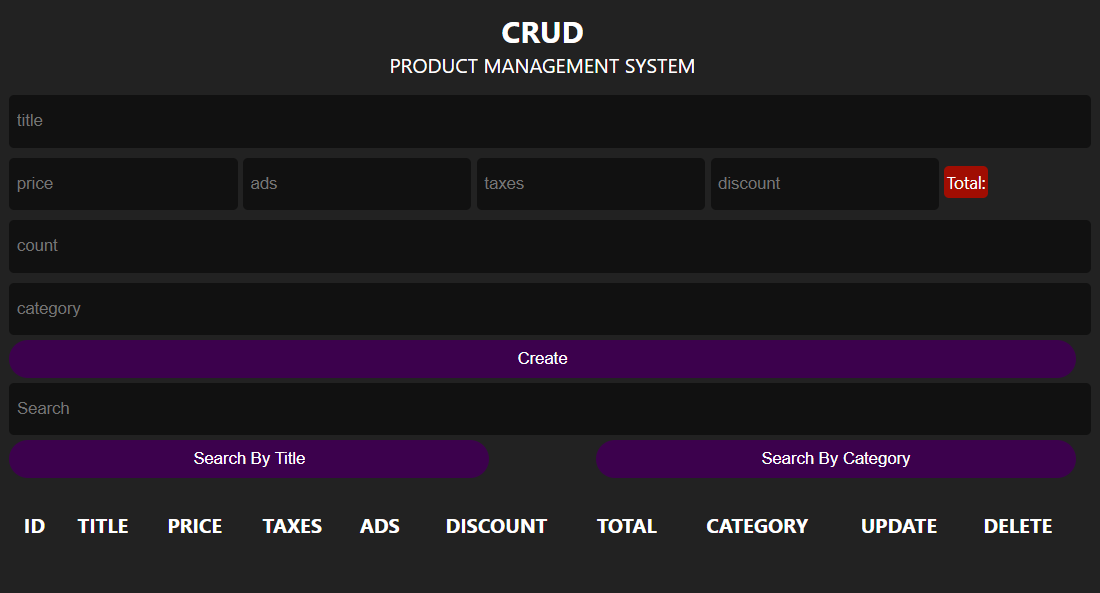 CRUD
PRODUCT MANAGEMENT SYSTEM
title
price ads taxes discount Total:
count
category
Create
Search
Search By Title Search By Category
ID TITLE PRICE TAXES ADS DISCOUNT TOTAL CATEGORY UPDATE DELETE